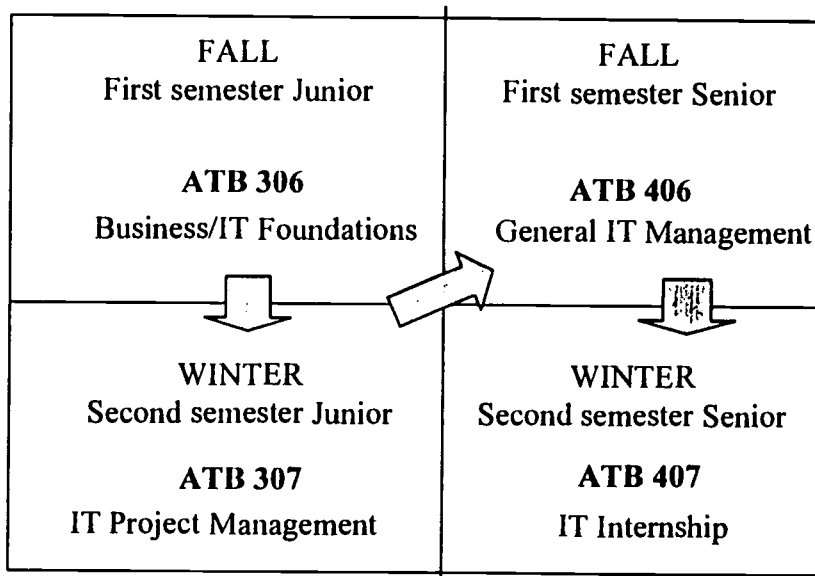 FALL
First semester Junior
ATB 306
Business/IT Foundations
WINTER
Second semester Junior
ATB 307
IT Project Management
FALL
First semester Senior
ATB 406
General IT Management
WINTER
Second semester Senior
ATB 407
IT Internship